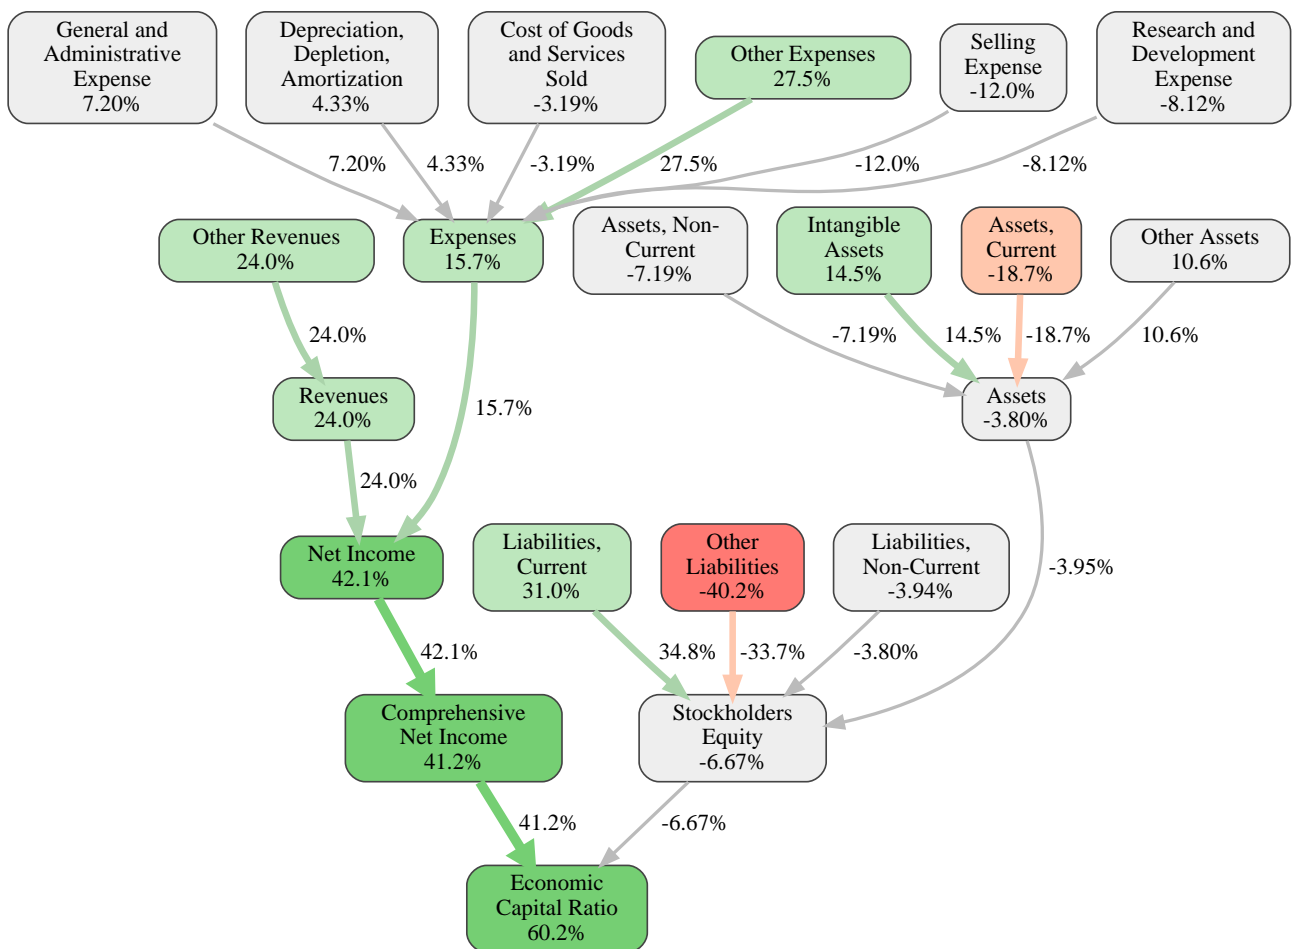 General and
Administrative
Expense
7.20%
Depreciation,
Depletion,
Amortization
4.33%
Cost of Goods
and Services
Sold
-3.19%
Other Expenses
27.5%
Selling
Expense
-12.0%
Research and
Development
Expense
-8.12%
7.20%
4.33%
-3.19%
27.5%
-12.0%
-8.12%
Other Revenues
24.0%
Expenses
15.7%
Assets, Non-
Current
-7.19%
Intangible
Assets
14.5%
Assets,
Current
-18.7%
Other Assets
10.6%
24.0%
-7.19%
14.5%
-18.7%
10.6%
Revenues
24.0%
15.7%
Assets
-3.80%
24.0%
Net Income
42.1%
Liabilities,
Current
31.0%
Other
Liabilities
-40.2%
Liabilities,
Non-Current
-3.94%
-3.95%
42.1%
34.8%
-33.7%
-3.80%
Comprehensive
Net Income
41.2%
Stockholders
Equity
-6.67%
41.2%
-6.67%
Economic
Capital Ratio
60.2%